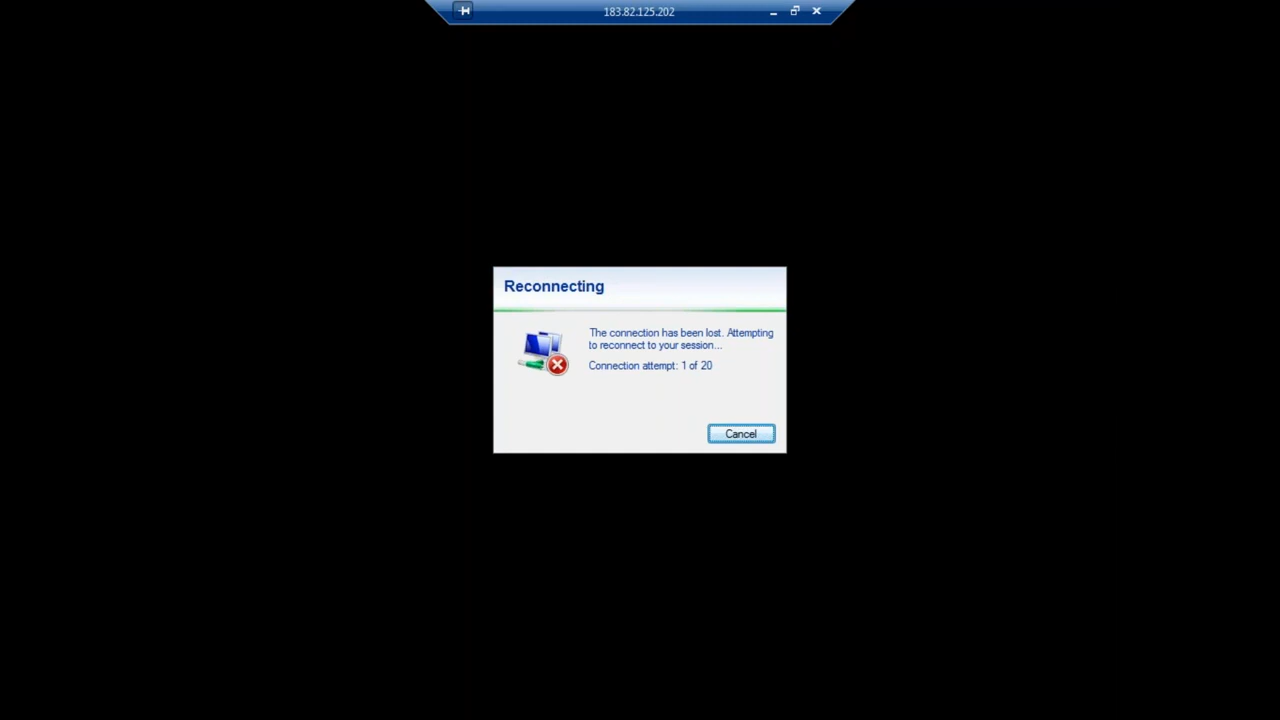 183.82.125.202
Reconnecting
The connection has been lost. Attempting
to reconnect to your session...
Connection attempt: 1 of 20
Cancel